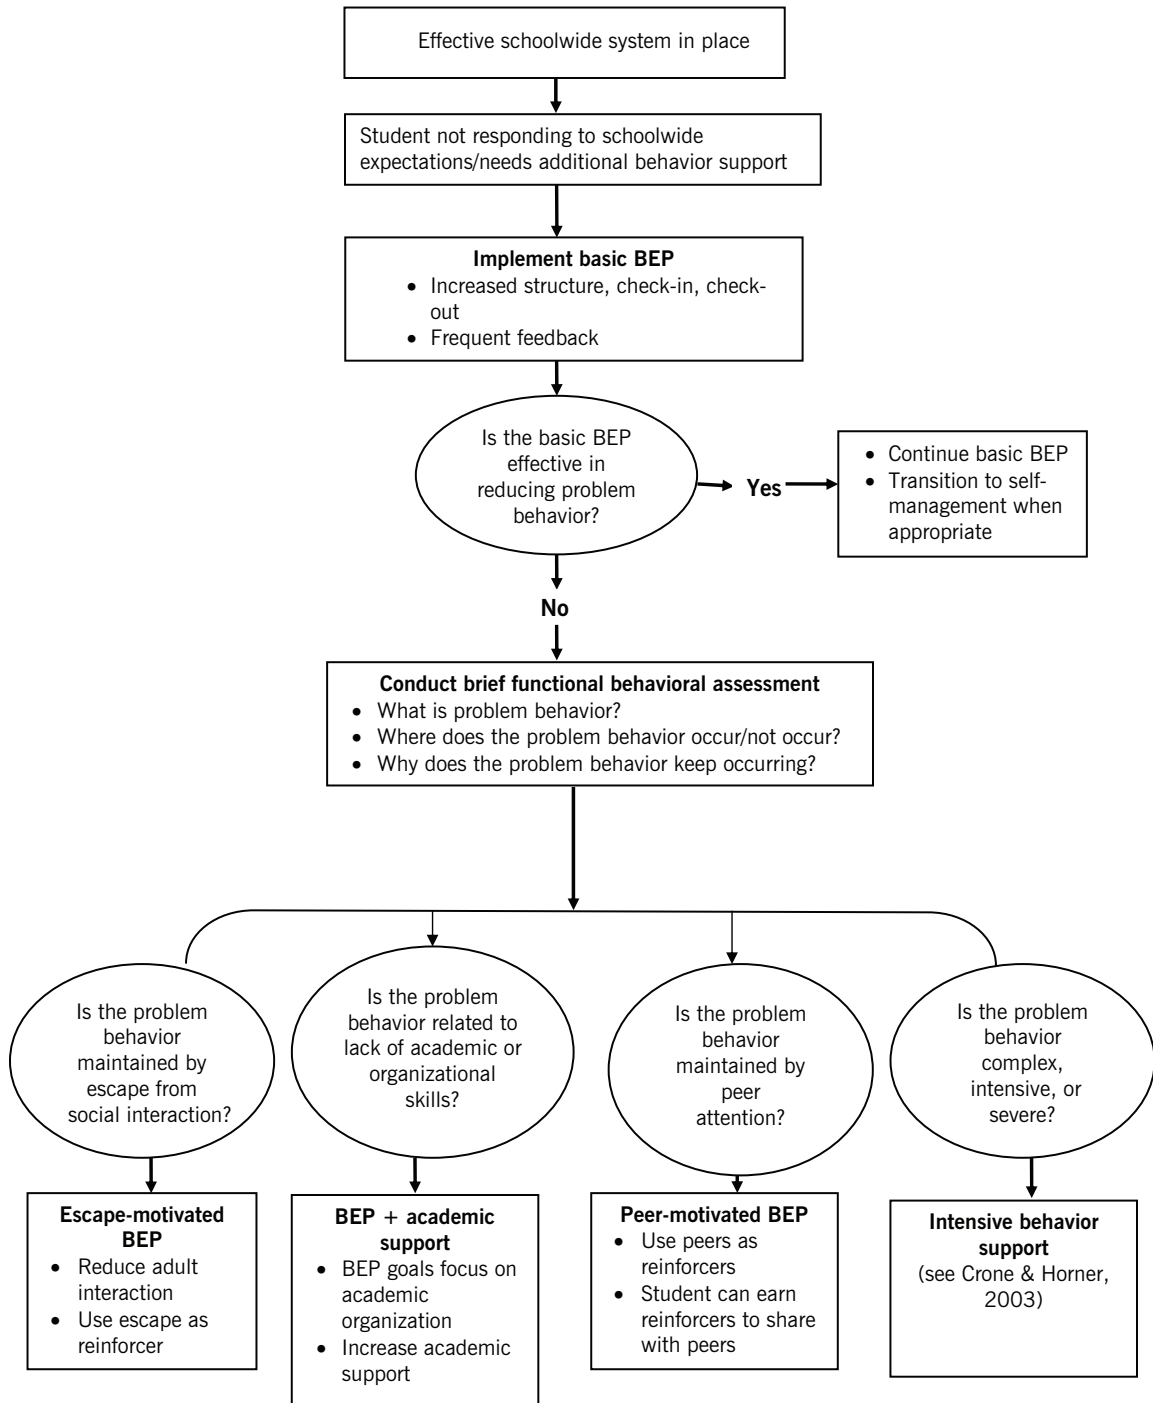 Effective schoolwide system in place
Student not responding to schoolwide
expectations/needs additional behavior support
Implement basic BEP
• Increased structure, check-in, check-
out
• Frequent feedback
Is the basic BEP
effective in
reducing problem
behavior?
Yes
• Continue basic BEP
• Transition to self-
management when
appropriate
No
Conduct brief functional behavioral assessment
• What is problem behavior?
• Where does the problem behavior occur/not occur?
• Why does the problem behavior keep occurring?
Is the problem
behavior
maintained by
escape from
social interaction?
Is the problem
behavior related to
lack of academic or
organizational
skills?
Is the problem
behavior
maintained by
peer
attention?
Is the problem
behavior
complex,
intensive, or
severe?
Escape-motivated
BEP
• Reduce adult
interaction
• Use escape as
reinforcer
BEP + academic
support
• BEP goals focus on
academic
organization
• Increase academic
support
Peer-motivated BEP
• Use peers as
reinforcers
• Student can earn
reinforcers to share
with peers
Intensive behavior
support
(see Crone & Horner,
2003)